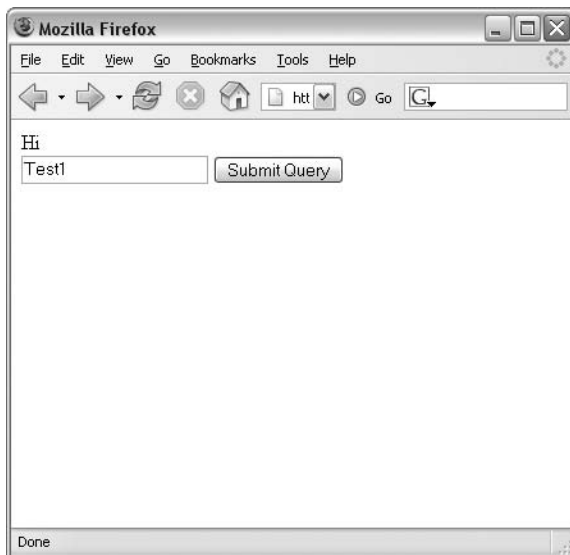 Mozilla Firefox
File Edit View Go Bookmarks Tools Help
htt Go G
Hi
Test1 Submit Query
Done